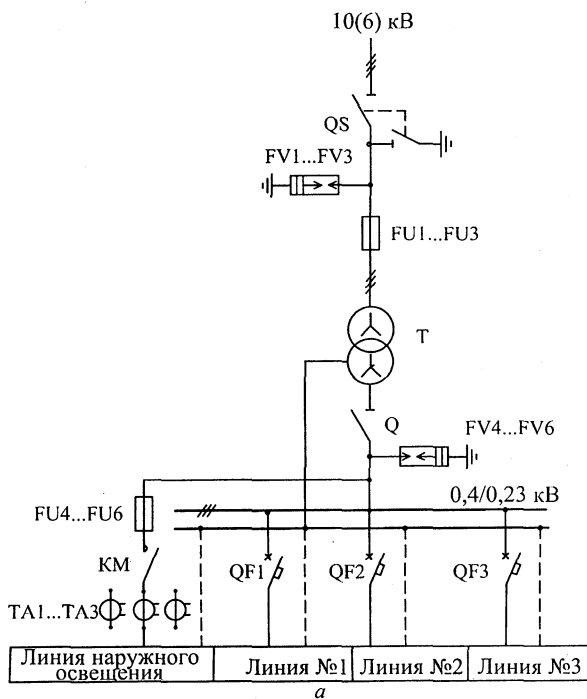 10(6) кВ
QS
FV1...FV3
FU1...FU3
T
Q
FV4...FV6
0,4/0,23 кВ
FU4...FU6
КМ
QF1
QF2
QF3
TA1...TA3
Линия наружного
освещения
Линия №1
Линия №2
Линия №3
а